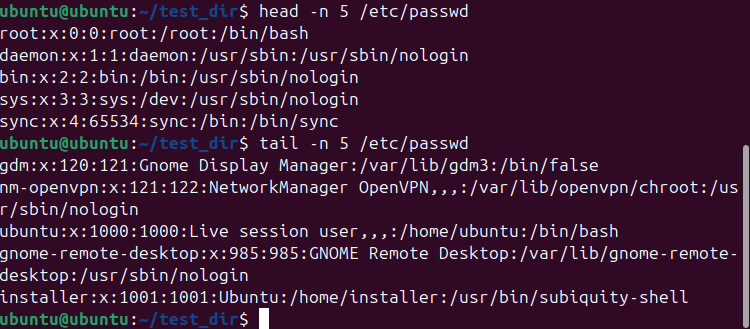 ubuntu@ubuntu:~/test_dir$ head -n 5 /etc/passwd
root:x:0:0:root:/root:/bin/bash
daemon:x:1:1:daemon:/usr/sbin:/usr/sbin/nologin
bin:x:2:2:bin:/bin:/usr/sbin/nologin
sys:x:3:3:sys:/dev:/usr/sbin/nologin
sync:x:4:65534:sync:/bin:/bin/sync
ubuntu@ubuntu:~/test_dir$ tail -n 5 /etc/passwd
gdm:x:120:121:Gnome Display Manager:/var/lib/gdm3:/bin/false
nm-openvpn:x:121:122:NetworkManager OpenVPN,,,:/var/lib/openvpn/chroot:/us
r/sbin/nologin
ubuntu:x:1000:1000:Live session user,,,:/home/ubuntu:/bin/bash
gnome-remote-desktop:x:985:985:GNOME Remote Desktop:/var/lib/gnome-remote-
desktop:/usr/sbin/nologin
installer:x:1001:1001:Ubuntu:/home/installer:/usr/bin/subiquity-shell
ubuntu@ubuntu:~/test_dir$